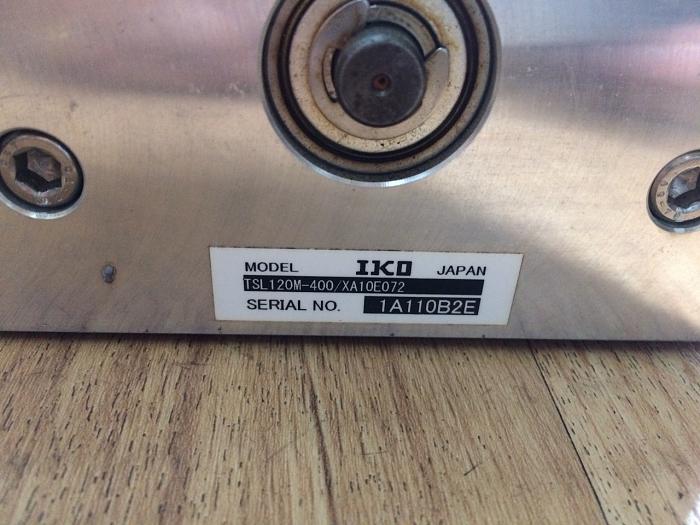 MODEL IKO JAPAN
TSL120M-400/XA10E072
SERIAL NO. 1A110B2E